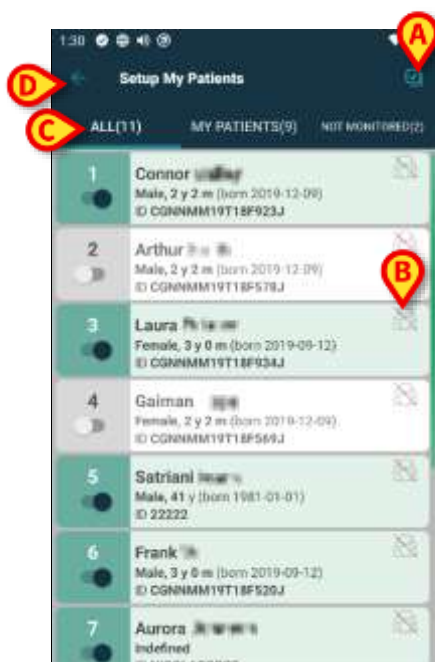 1:30
A
D
Setup My Patients
C
ALL(11) MY PATIENTS(9) NOT MONITORED(2)
1
Connor
Male, 2 y 2 m (born 2019-12-09)
ID CGNNMM19T18F923J
2
Arthur
Male, 2 y 2 m (born 2019-12-09)
ID CGNNMM19T18F578J
B
3
Laura
Female, 3 y 0 m (born 2019-09-12)
ID CGNNMM19T18F934J
4
Gaiman
Female, 2 y 2 m (born 2019-12-09)
ID CGNNMM19T18F569J
5
Satriani
Male, 41 y (born 1981-01-01)
ID 22222
6
Frank
Male, 3 y 0 m (born 2019-09-12)
ID CGNNMM19T18F520J
7
Aurora
Indefined